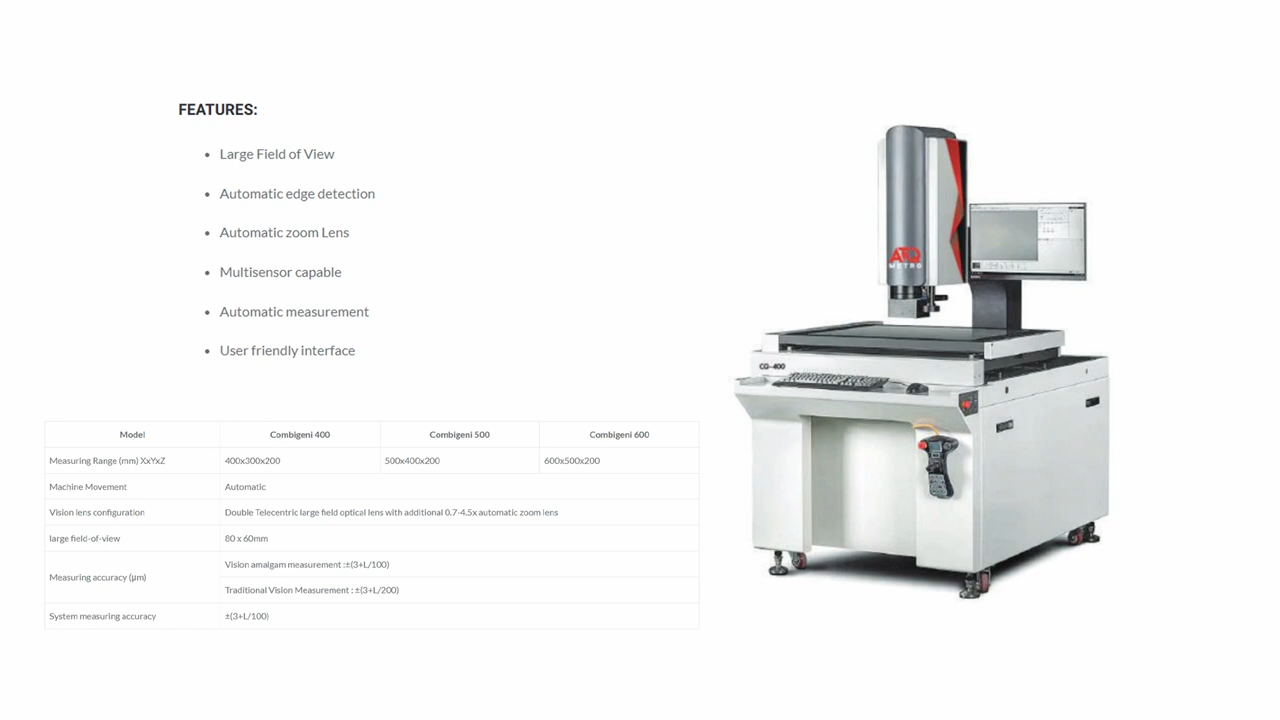 FEATURES:
• Large Field of View
• Automatic edge detection
• Automatic zoom Lens
• Multisensor capable
• Automatic measurement
• User friendly interface
METRO
CG-400
Model Combigeni 400 Combigeni 500 Combigeni 600
Measuring Range (mm) XxYxZ 400x300x200 500x400x200 600x500x200
Machine Movement Automatic
Vision lens configuration Double Telecentric large field optical lens with additional 0.7-4.5x automatic zoom lens
large field-of-view 80 x 60mm
Measuring accuracy (μm) Vision amalgam measurement :±(3+L/100)
Traditional Vision Measurement : ±(3+L/200)
System measuring accuracy ±(3+L/100)